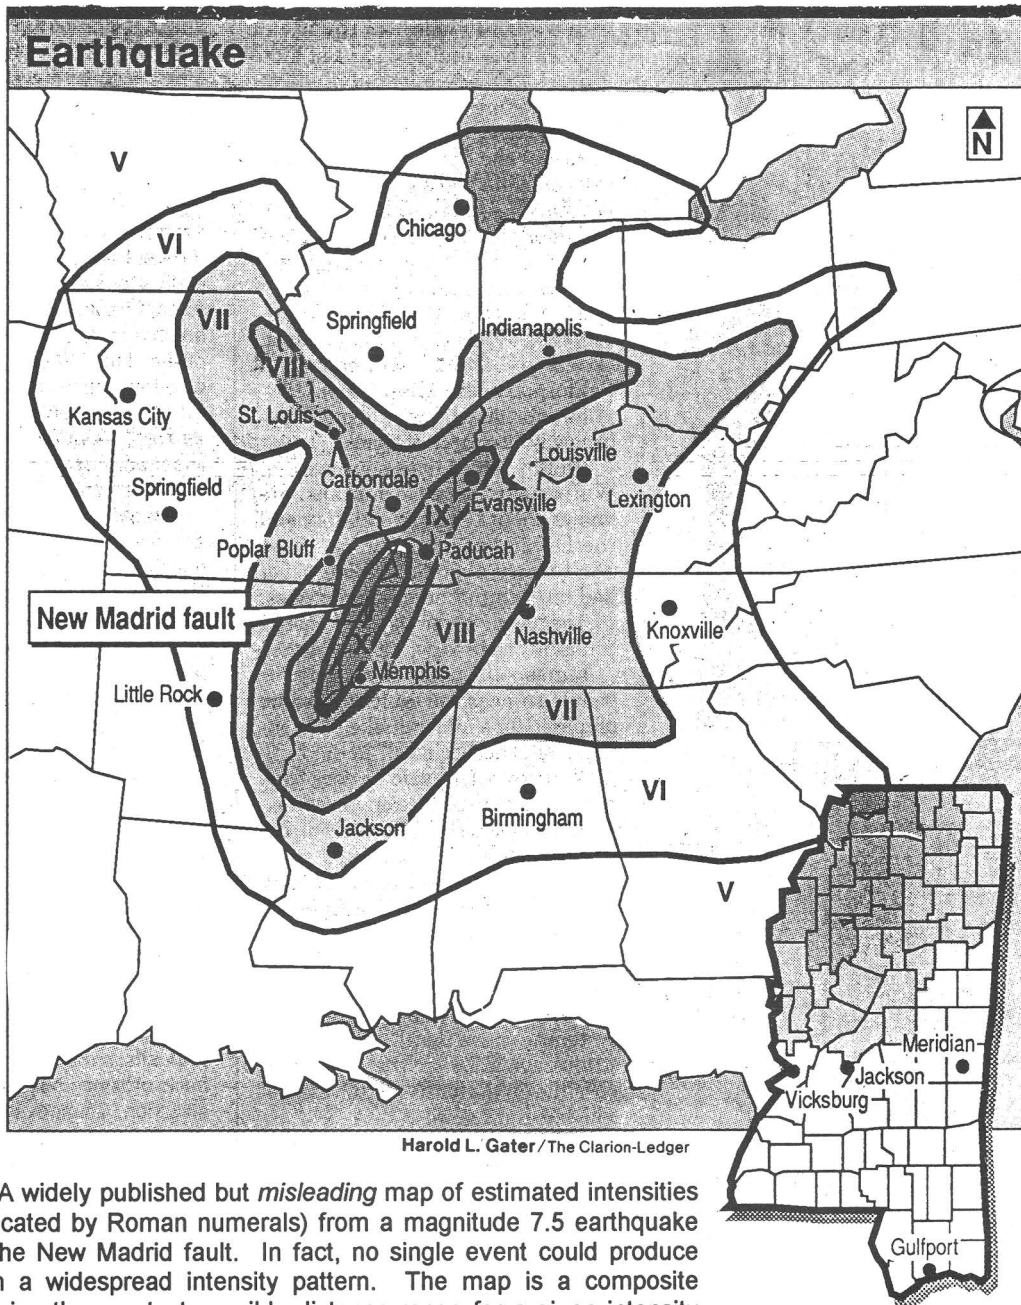 Earthquake
N
V
Chicago
VI
VII
Springfield
Indianapolis
VIII
Kansas City
St. Louis
Louisville
Springfield
Carbondale
Evansville
Lexington
IX
Poplar Bluff
Paducah
New Madrid fault
X
VIII
Nashville
Knoxville
Memphis
Little Rock
VII
VI
Birmingham
Jackson
V
Meridian
Jackson
Vicksburg
Gulfport
Harold L. Gater/The Clarion-Ledger
A widely published but misleading map of estimated intensities
cated by Roman numerals) from a magnitude 7.5 earthquake
he New Madrid fault. In fact, no single event could produce
a widespread intensity pattern. The map is a composite